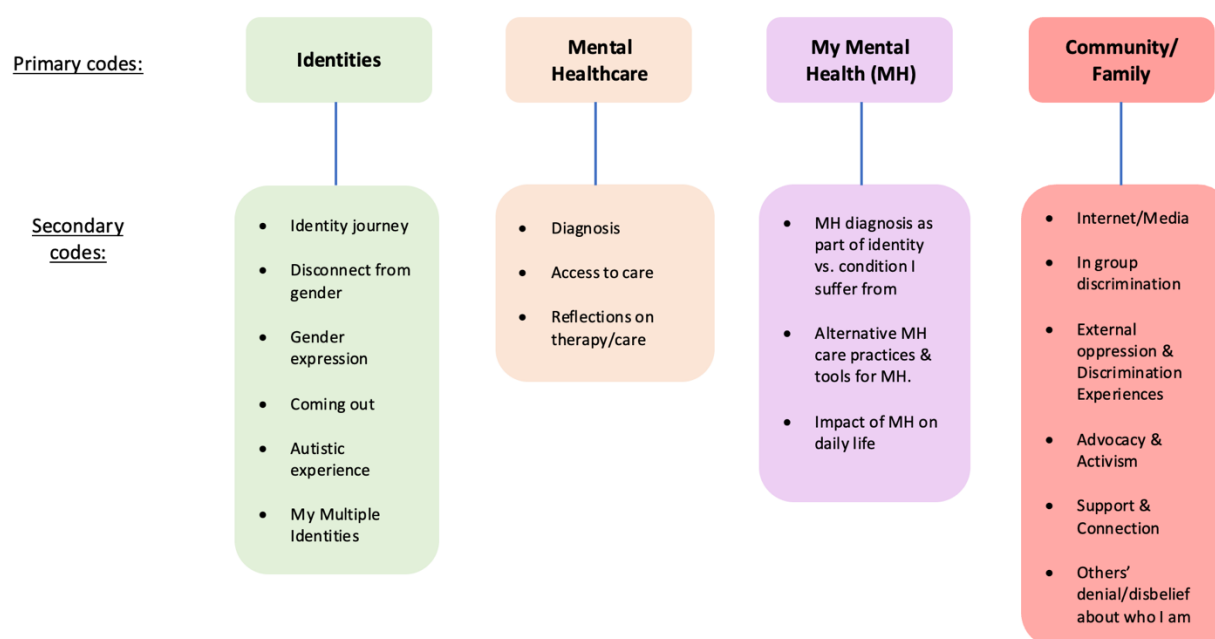 Primary codes:
Identities
Mental
Healthcare
My Mental
Health (MH)
Community/
Family
Secondary
codes:
• Identity journey
• Disconnect from
gender
• Gender
expression
• Coming out
• Autistic
experience
• My Multiple
Identities
• Diagnosis
• Access to care
• Reflections on
therapy/care
• MH diagnosis as
part of identity
vs. condition I
suffer from
• Alternative MH
care practices &
tools for MH.
• Impact of MH on
daily life
• Internet/Media
• In group
discrimination
• External
oppression &
Discrimination
Experiences
• Advocacy &
Activism
• Support &
Connection
• Others’
denial/disbelief
about who I am